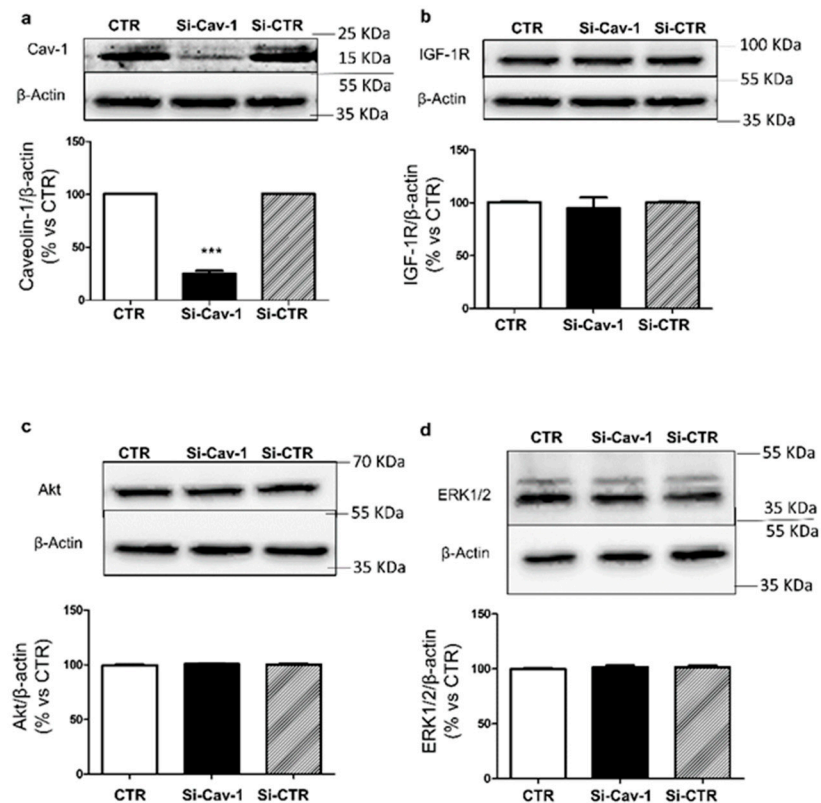 a
CTR Si-Cav-1 Si-CTR
25 KDa
Cav-1
15 KDa
55 KDa
β-Actin
35 KDa
Caveolin-1/β-actin
(% vs CTR)
150
100
50
0
***
CTR Si-Cav-1 Si-CTR
b
CTR Si-Cav-1 Si-CTR
100 KDa
IGF-1R
55 KDa
β-Actin
35 KDa
IGF-1R/β-actin
(% vs CTR)
150
100
50
0
CTR Si-Cav-1 Si-CTR
c
CTR Si-Cav-1 Si-CTR
70 KDa
Akt
55 KDa
β-Actin
35 KDa
Akt/β-actin
(% vs CTR)
150
100
50
0
CTR Si-Cav-1 Si-CTR
d
CTR Si-Cav-1 Si-CTR
55 KDa
ERK1/2
35 KDa
55 KDa
β-Actin
35 KDa
ERK1/2/β-actin
(% vs CTR)
150
100
50
0
CTR Si-Cav-1 Si-CTR